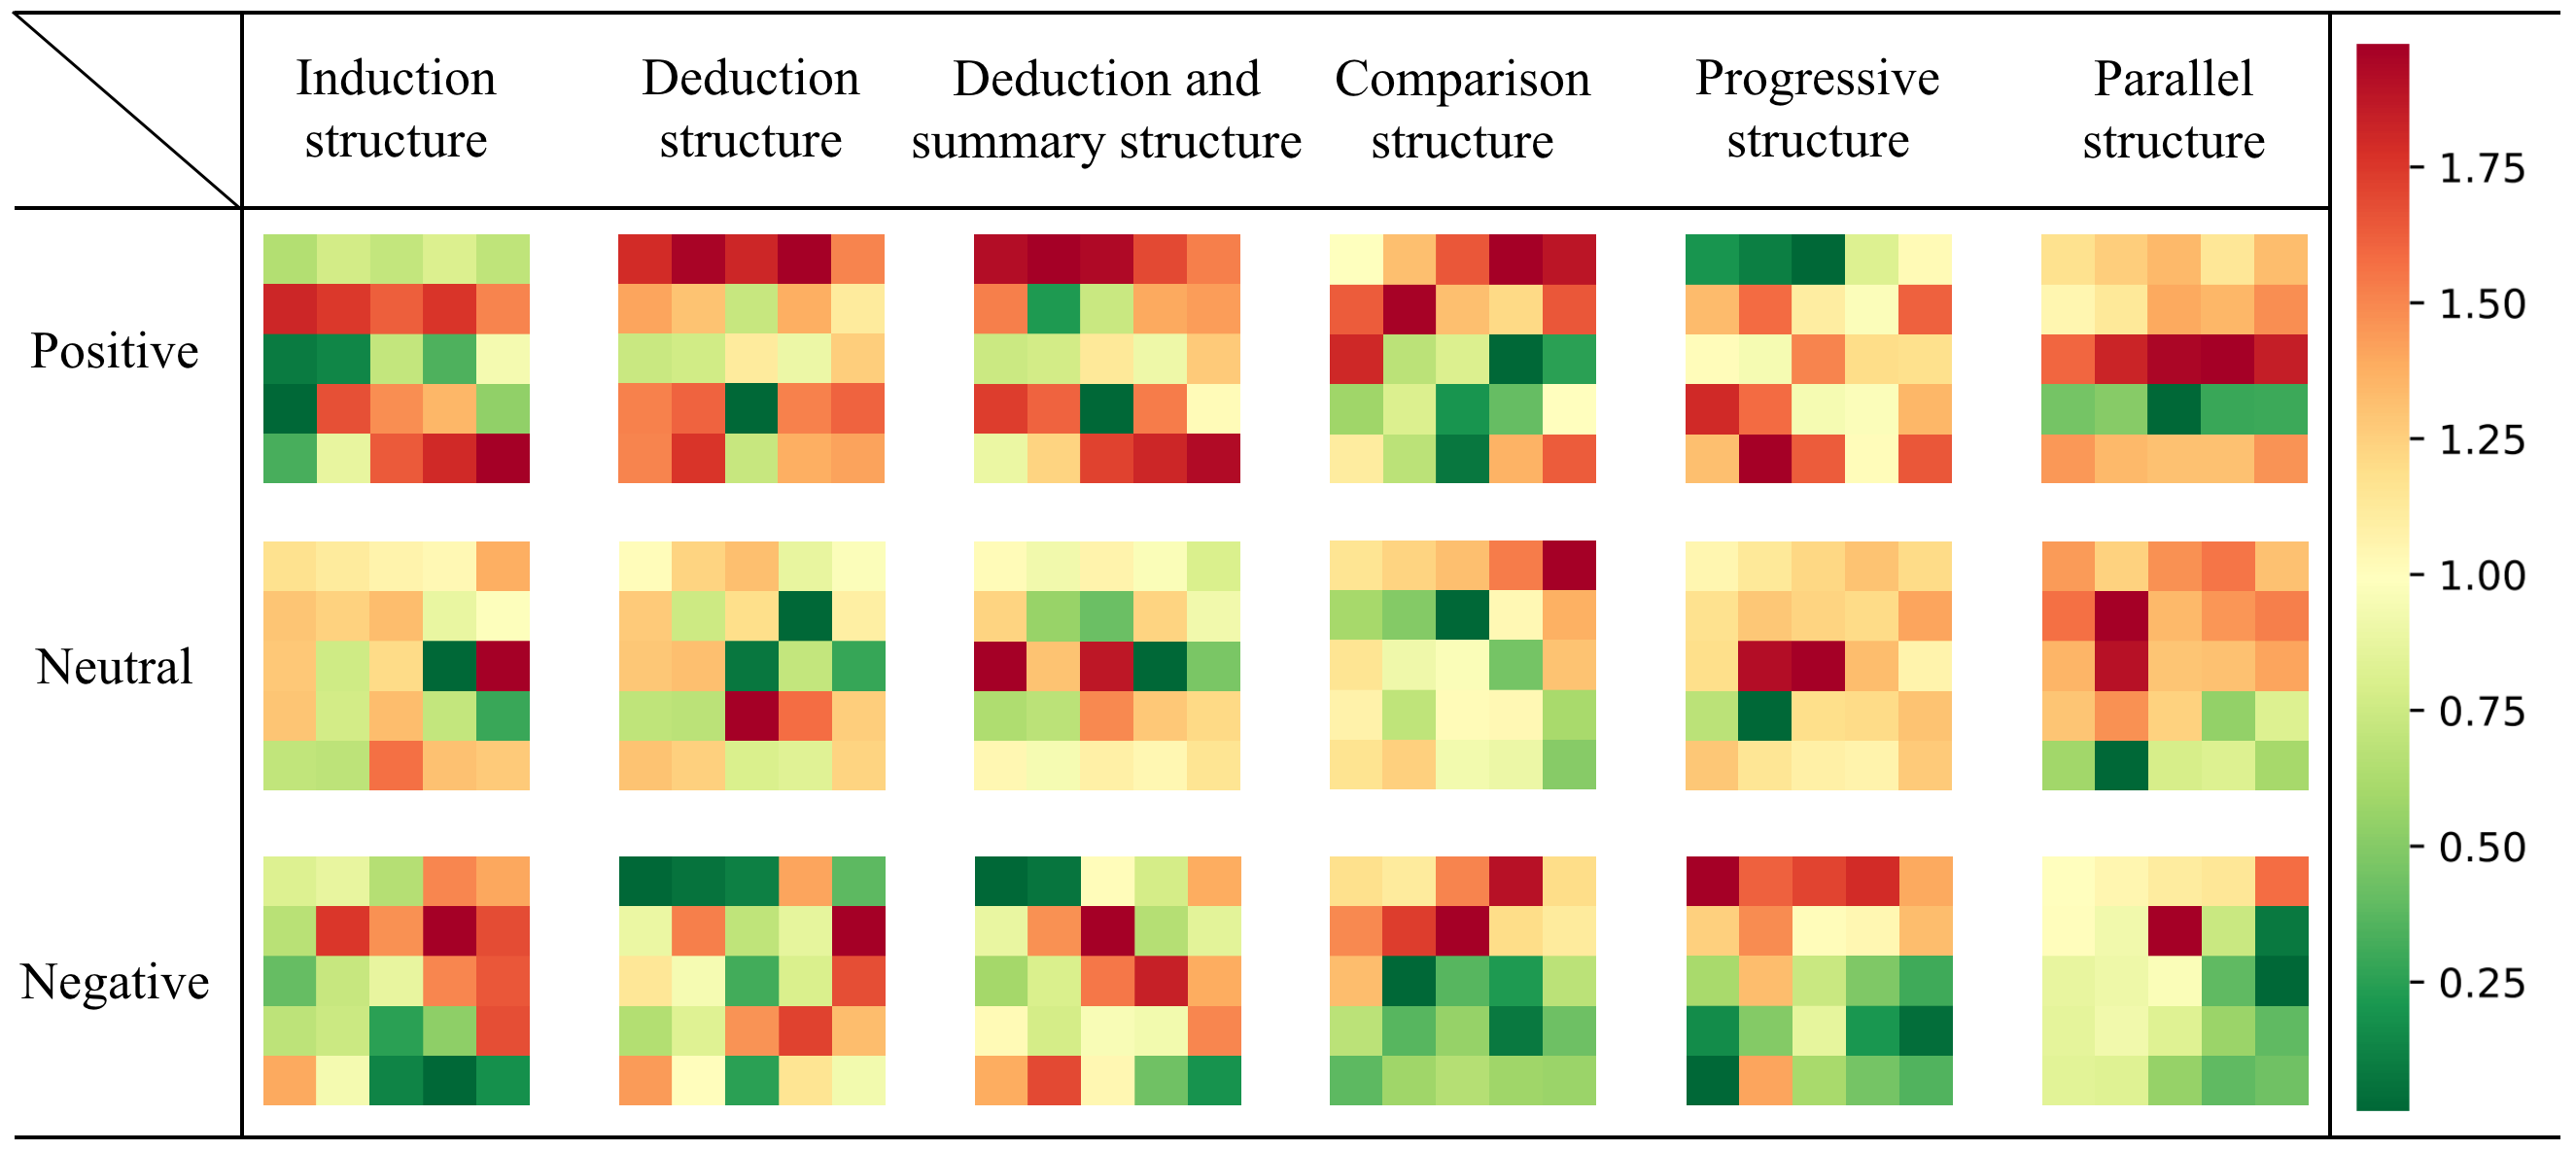 Induction
structure
Deduction
structure
Deduction and
summary structure
Comparison
structure
Progressive
structure
Parallel
structure
Positive
Neutral
Negative
1.75
1.50
1.25
1.00
0.75
0.50
0.25